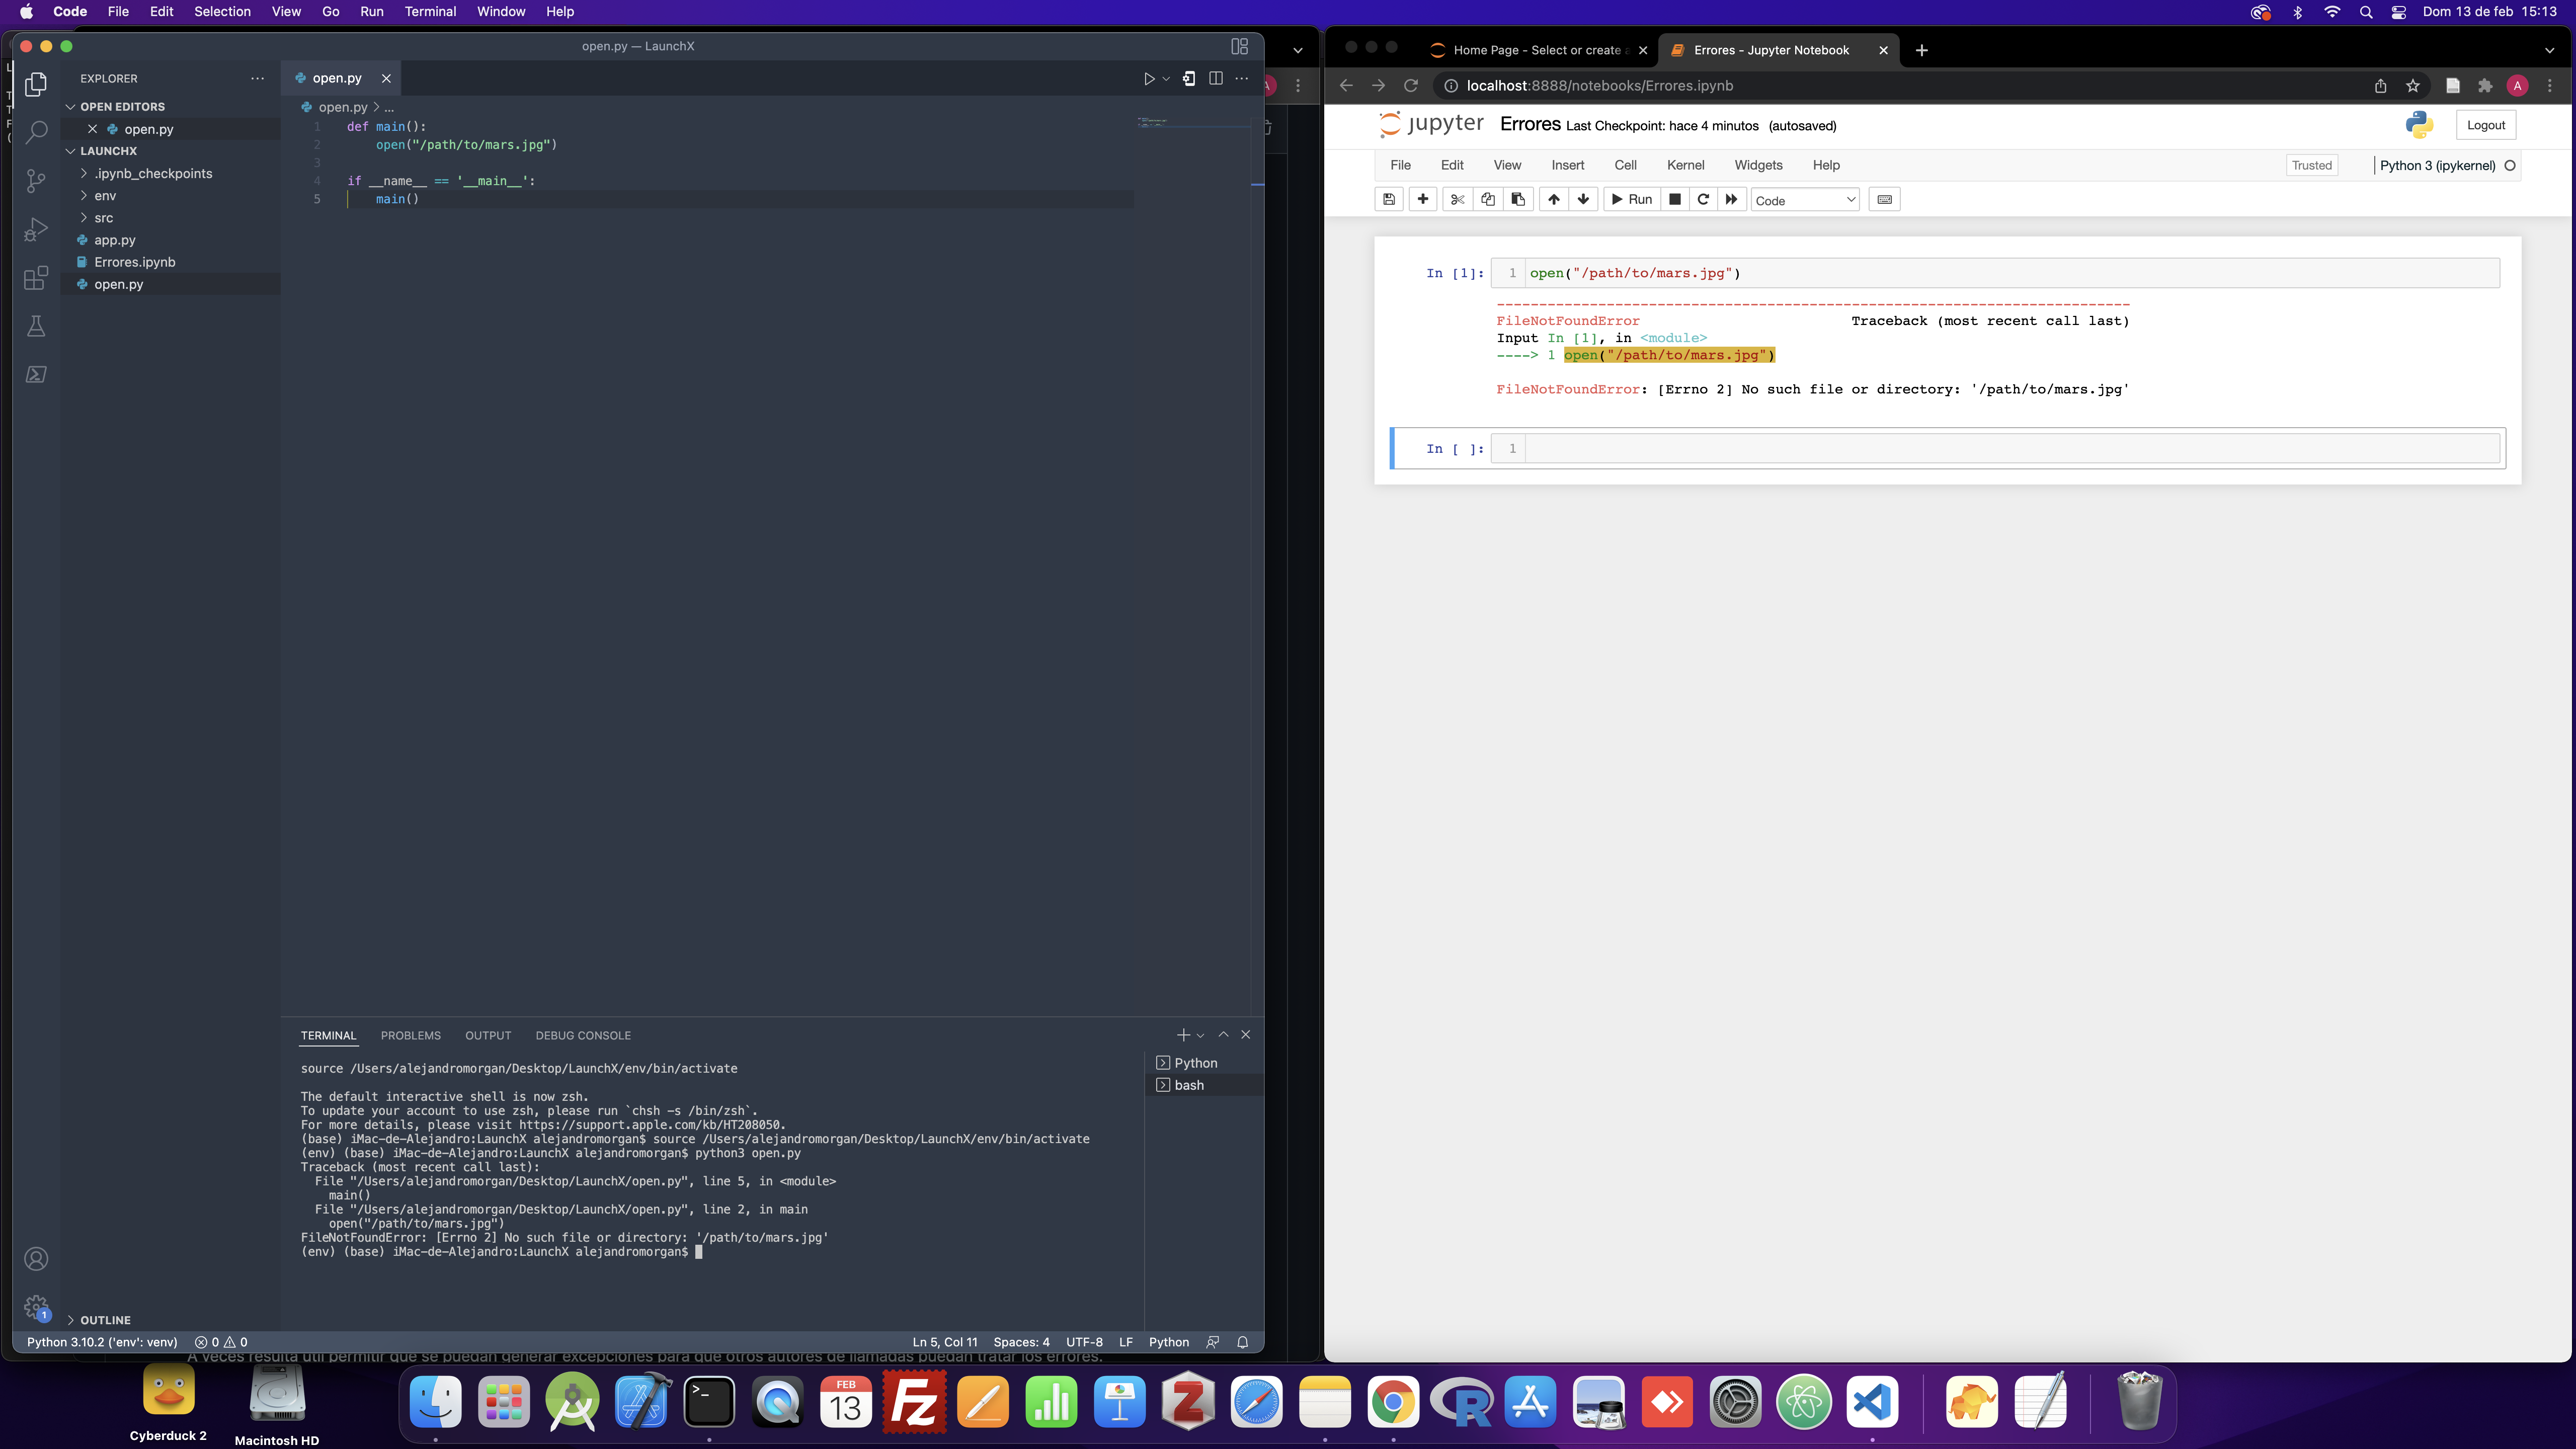 Code File Edit Selection View Go Run Terminal Window Help
Dom 13 de feb 15:13
open.py — LaunchX
EXPLORER
OPEN EDITORS
open.py
LAUNCHX
.ipynb_checkpoints
env
src
app.py
Errores.ipynb
open.py
OUTLINE
open.py
open.py > ...
1 def main():
2 open("/path/to/mars.jpg")
3
4 if __name__ == '__main__':
5 main()
TERMINAL PROBLEMS OUTPUT DEBUG CONSOLE
Python
bash
source /Users/alejandromorgan/Desktop/LaunchX/env/bin/activate
The default interactive shell is now zsh.
To update your account to use zsh, please run `chsh -s /bin/zsh`.
For more details, please visit https://support.apple.com/kb/HT208050.
(base) iMac-de-Alejandro:LaunchX alejandromorgan$ source /Users/alejandromorgan/Desktop/LaunchX/env/bin/activate
(env) (base) iMac-de-Alejandro:LaunchX alejandromorgan$ python3 open.py
Traceback (most recent call last):
File "/Users/alejandromorgan/Desktop/LaunchX/open.py", line 5, in <module>
main()
File "/Users/alejandromorgan/Desktop/LaunchX/open.py", line 2, in main
open("/path/to/mars.jpg")
FileNotFoundError: [Errno 2] No such file or directory: '/path/to/mars.jpg'
(env) (base) iMac-de-Alejandro:LaunchX alejandromorgan$
1
Python 3.10.2 ('env': venv) 0 0
Ln 5, Col 11 Spaces: 4 UTF-8 LF Python
A veces resulta útil permitir que se puedan generar excepciones para que otros autores de llamadas puedan tratar los errores.
Home Page - Select or create a
Errores - Jupyter Notebook
localhost:8888/notebooks/Errores.ipynb
A
jupyter Errores Last Checkpoint: hace 4 minutos (autosaved)
Logout
File Edit View Insert Cell Kernel Widgets Help
Trusted
Python 3 (ipykernel)
Run
Code
In [1]: 1 open("/path/to/mars.jpg")
---------------------------------------------------------------------------
FileNotFoundError Traceback (most recent call last)
Input In [1], in <module>
----> 1 open("/path/to/mars.jpg")
FileNotFoundError: [Errno 2] No such file or directory: '/path/to/mars.jpg'
In [ ]: 1
Cyberduck 2
Macintosh HD
FEB
13
Fz
Z
R